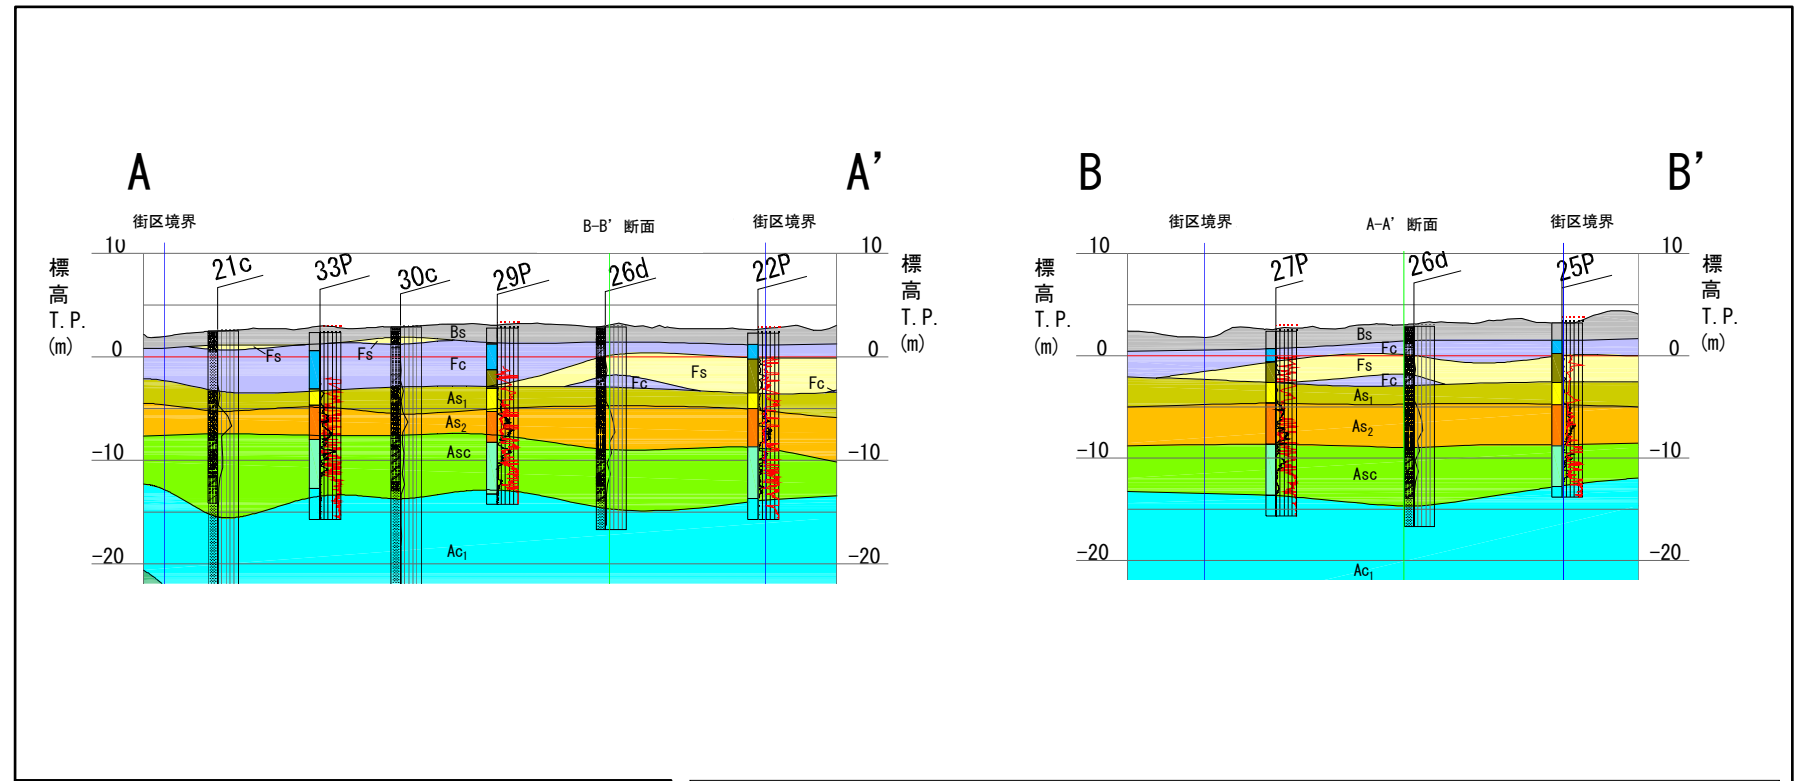 A
A’
B
B’
街区境界
B-B’ 断面
街区境界
街区境界
A-A’ 断面
街区境界
10
10
10
10
標
高
T.P.
(m)
標
高
T.P.
(m)
標
高
T.P.
(m)
標
高
T.P.
(m)
21c
33P
30c
29P
26d
22P
27P
26d
25P
0
0
0
0
Bs
Fs
Fs
Fc
Fs
Fc
Fc
As1
As2
Asc
Ac1
Bs
Fc
Fs
Fc
As1
As2
Asc
Ac1
-10
-10
-10
-10
-20
-20
-20
-20